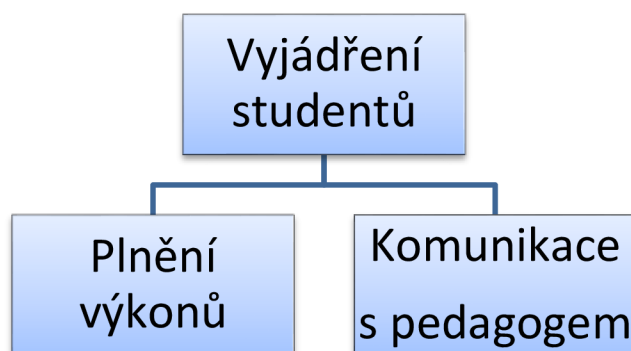 Vyjádření
studentů
Plnění
výkonů
Komunikace
s pedagogem